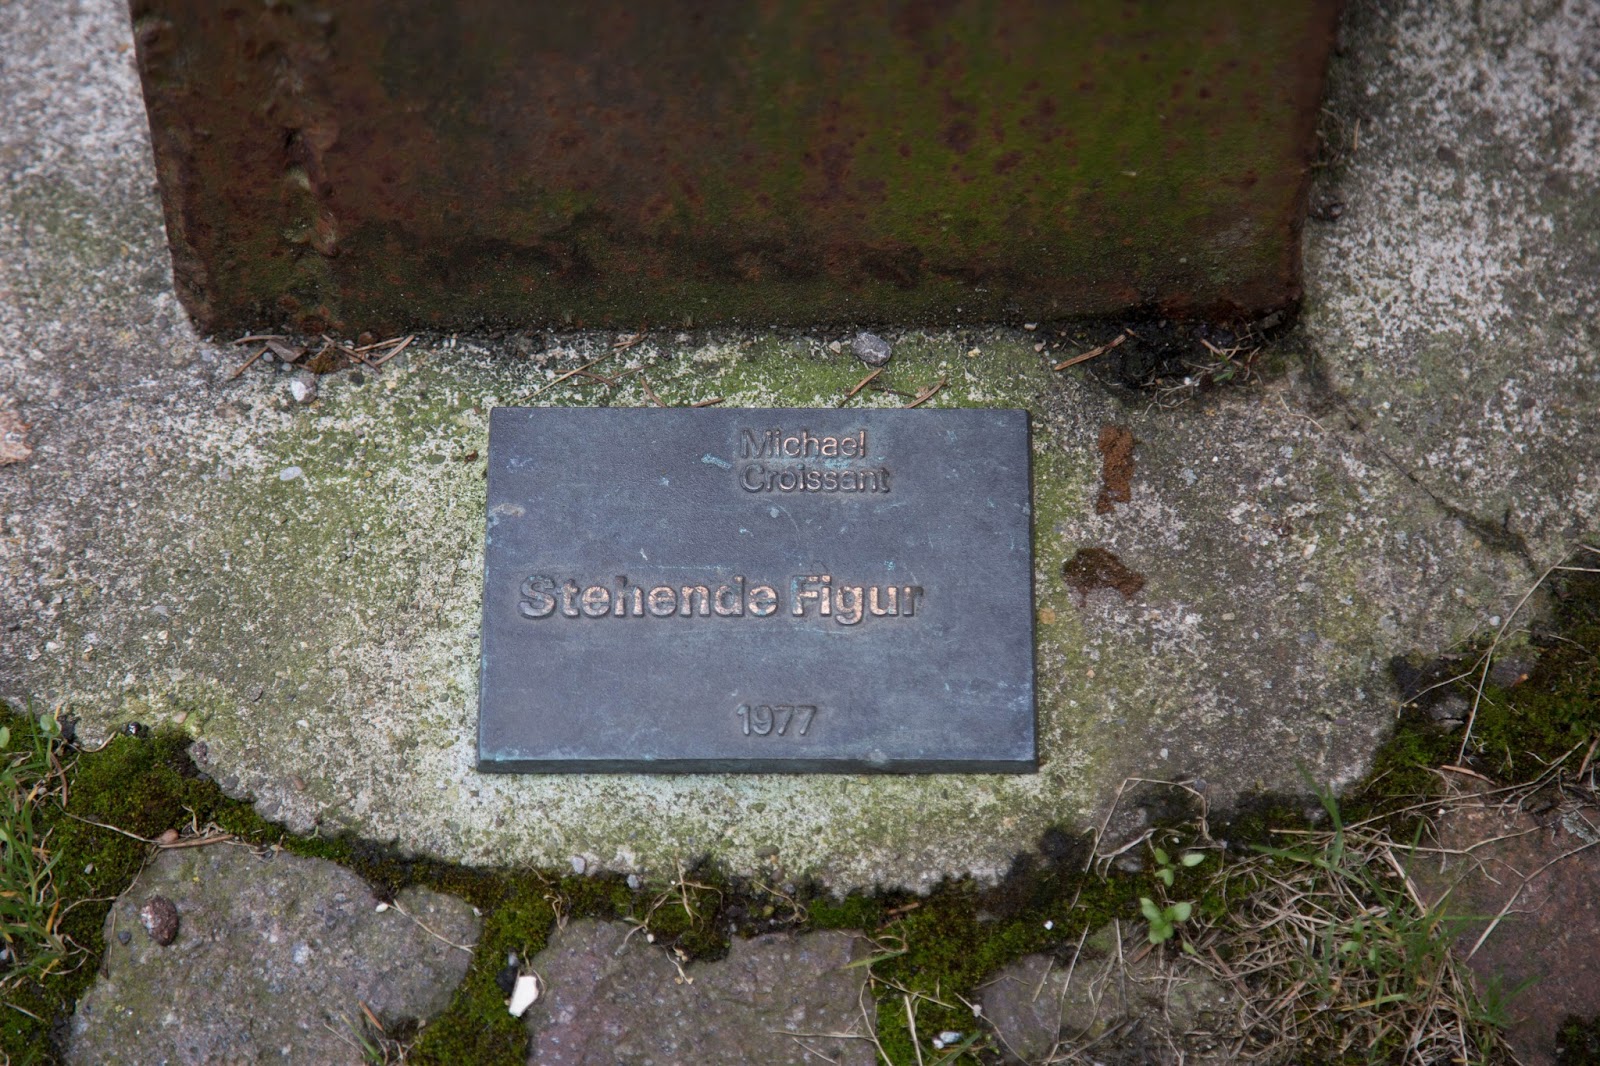 Michael
Croissant
Stehende Figur
1977